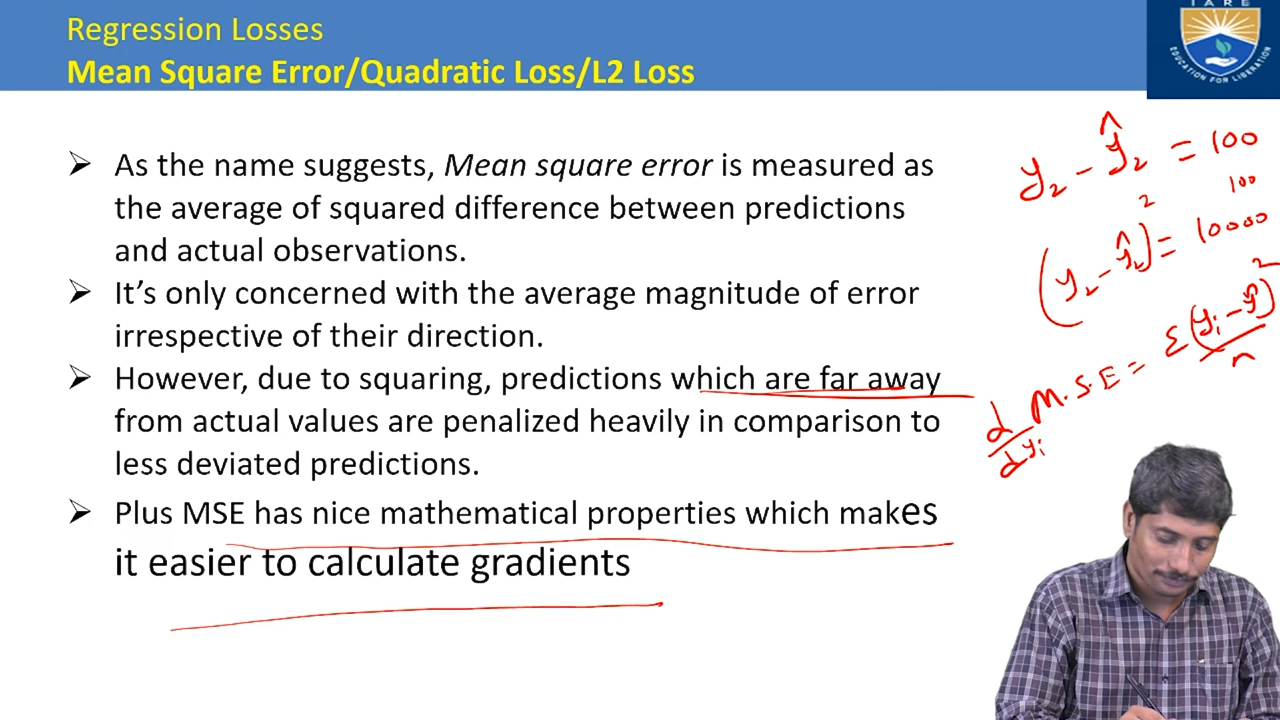 Regression Losses
Mean Square Error/Quadratic Loss/L2 Loss
IARE
EDUCATION FOR LIBERATION
➢ As the name suggests, Mean square error is measured as
the average of squared difference between predictions
and actual observations.
➢ It’s only concerned with the average magnitude of error
irrespective of their direction.
➢ However, due to squaring, predictions which are far away
from actual values are penalized heavily in comparison to
less deviated predictions.
➢ Plus MSE has nice mathematical properties which makes
it easier to calculate gradients
y₂ - ŷ₂ = 100
100
(y₂ - ŷ₂)² = 10000
d/dyᵢ M.S.E = Σ(yᵢ - ŷ)²/n